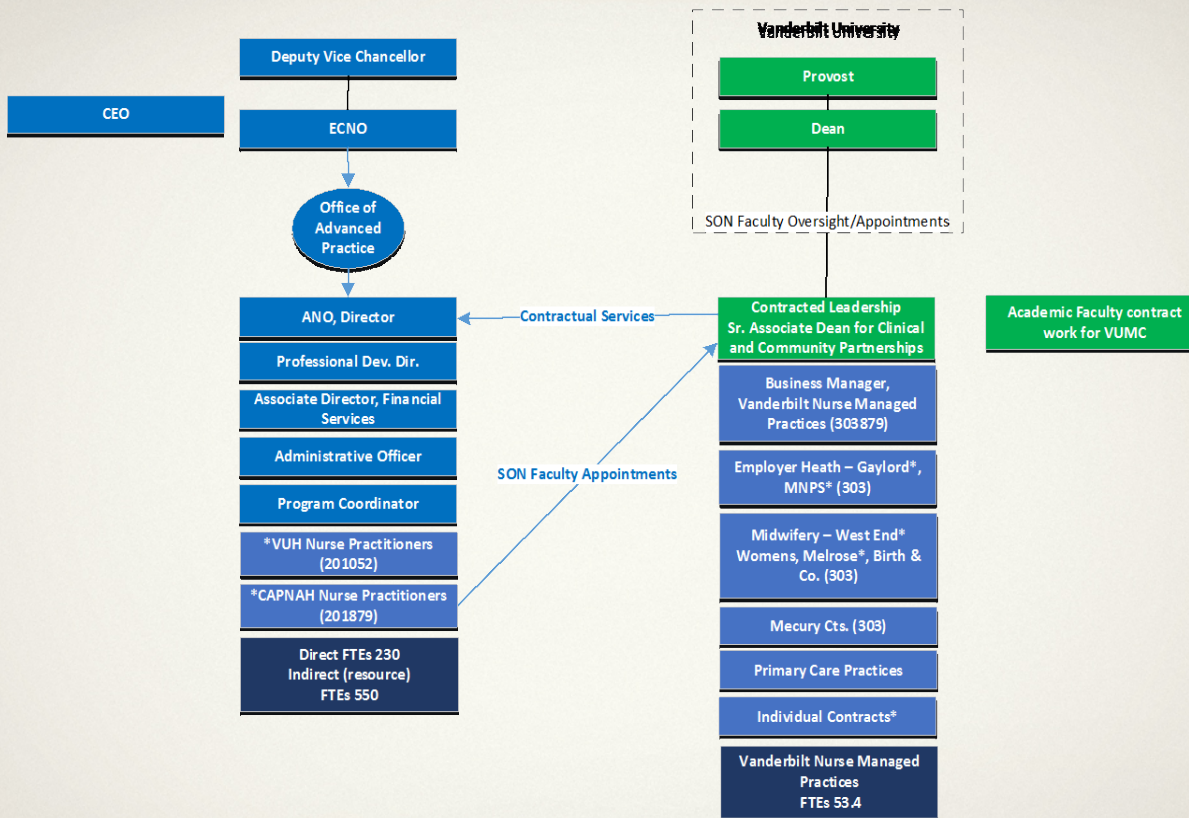 Vanderbilt University
Vanderbilt University
Deputy Vice Chancellor
Provost
CEO
ECNO
Dean
Office of
Advanced
Practice
SON Faculty Oversight/Appointments
ANO, Director
Contractual Services
Contracted Leadership
Sr. Associate Dean for Clinical
and Community Partnerships
Academic Faculty contract
work for VUMC
Professional Dev. Dir.
Associate Director, Financial
Services
Administrative Officer
Program Coordinator
*VUH Nurse Practitioners
(201052)
*CAPNAH Nurse Practitioners
(201879)
Direct FTEs 230
Indirect (resource)
FTEs 550
SON Faculty Appointments
Business Manager,
Vanderbilt Nurse Managed
Practices (303879)
Employer Heath – Gaylord*,
MNPS* (303)
Midwifery – West End*
Womens, Melrose*, Birth &
Co. (303)
Mecury Cts. (303)
Primary Care Practices
Individual Contracts*
Vanderbilt Nurse Managed
Practices
FTEs 53.4